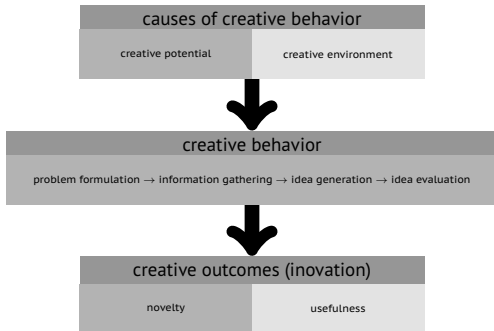 causes of creative behavior
creative potential creative environment
creative behavior
problem formulation → information gathering → idea generation → idea evaluation
creative outcomes (inovation)
novelty usefulness